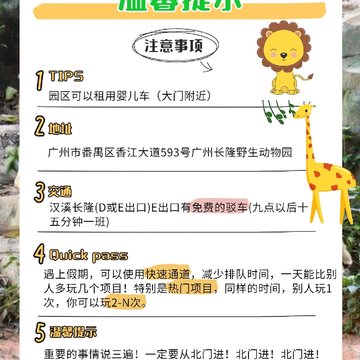 温馨提示
注意事项
1 TIPS
园区可以租用婴儿车（大门附近）
2 地址
广州市番禺区香江大道593号广州长隆野生动物园
3 交通
汉溪长隆(D或E出口)E出口有免费的驳车(九点以后十
五分钟一班)
4 Quick pass
遇上假期，可以使用快速通道，减少排队时间，一天能比别
人多玩几个项目！特别是热门项目，同样的时间，别人玩1
次，你可以玩2-N次。
5 温馨提示
重要的事情说三遍！一定要从北门进！北门进！北门进！